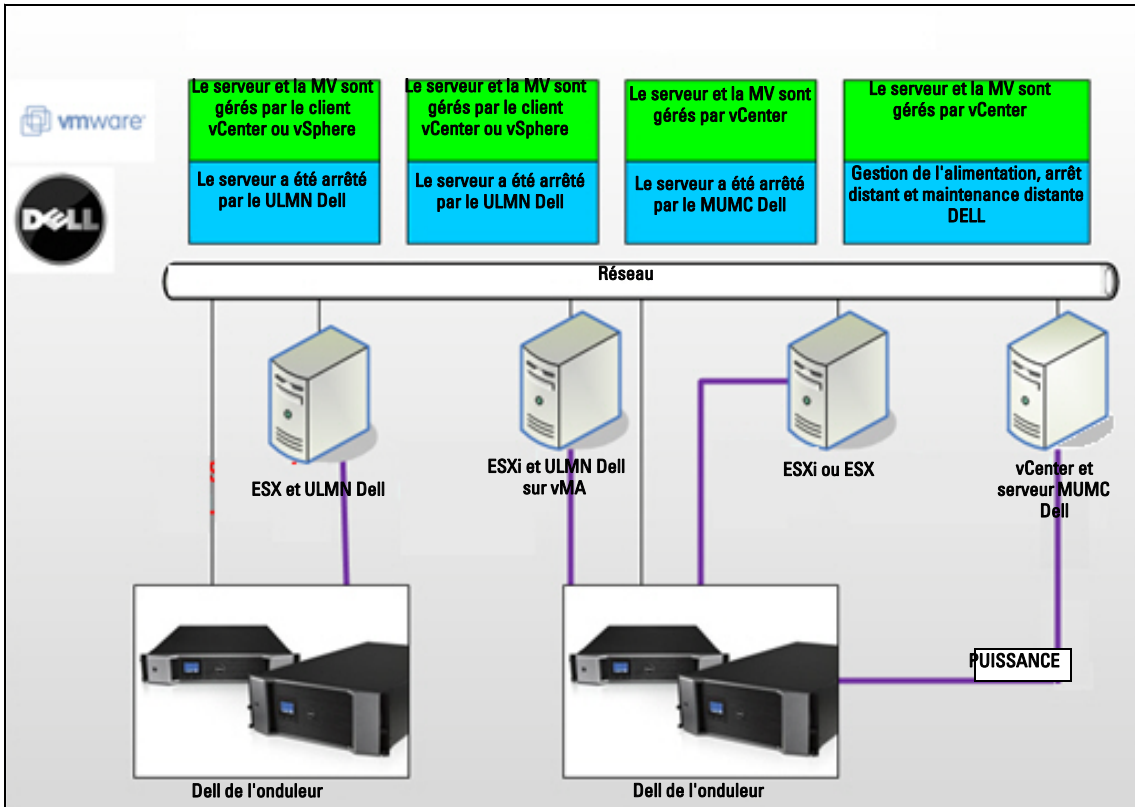 vmware
DELL
Le serveur et la MV sont
gérés par le client
vCenter ou vSphere
Le serveur et la MV sont
gérés par le client
vCenter ou vSphere
Le serveur et la MV sont
gérés par vCenter
Le serveur et la MV sont
gérés par vCenter
Le serveur a été arrêté
par le ULMN Dell
Le serveur a été arrêté
par le ULMN Dell
Le serveur a été arrêté
par le MUMC Dell
Gestion de l'alimentation, arrêt
distant et maintenance distante
DELL
Réseau
ESX et ULMN Dell
ESXi et ULMN Dell
sur vMA
ESXi ou ESX
vCenter et
serveur MUMC
Dell
PUISSANCE
Dell de l'onduleur
Dell de l'onduleur